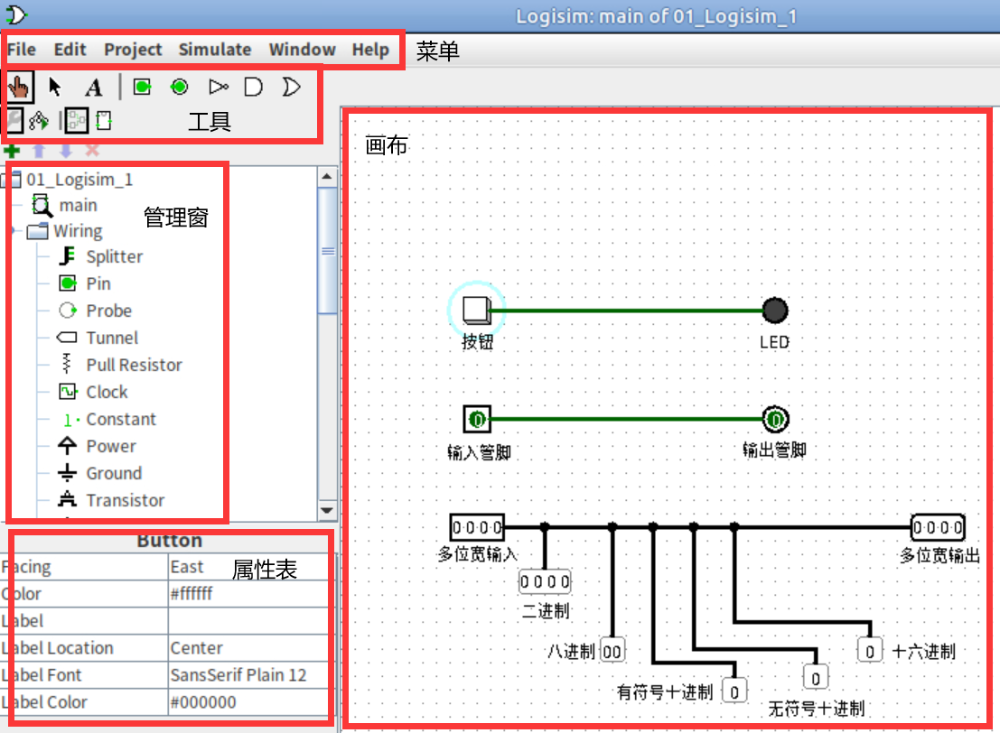 Logisim: main of 01_Logisim_1
File Edit Project Simulate Window Help 菜单
A
工具
画布
01_Logisim_1
main
管理窗
Wiring
Splitter
Pin
Probe
Tunnel
Pull Resistor
Clock
1 Constant
Power
Ground
Transistor
Button
Facing East
属性表
Color #ffffff
Label
Label Location Center
Label Font SansSerif Plain 12
Label Color #000000
按钮 LED
0 0
输入管脚 输出管脚
0 0 0 0 0 0 0 0
多位宽输入 多位宽输出
0 0 0 0
二进制
八进制 00
0 十六进制
0
有符号十进制 0
无符号十进制